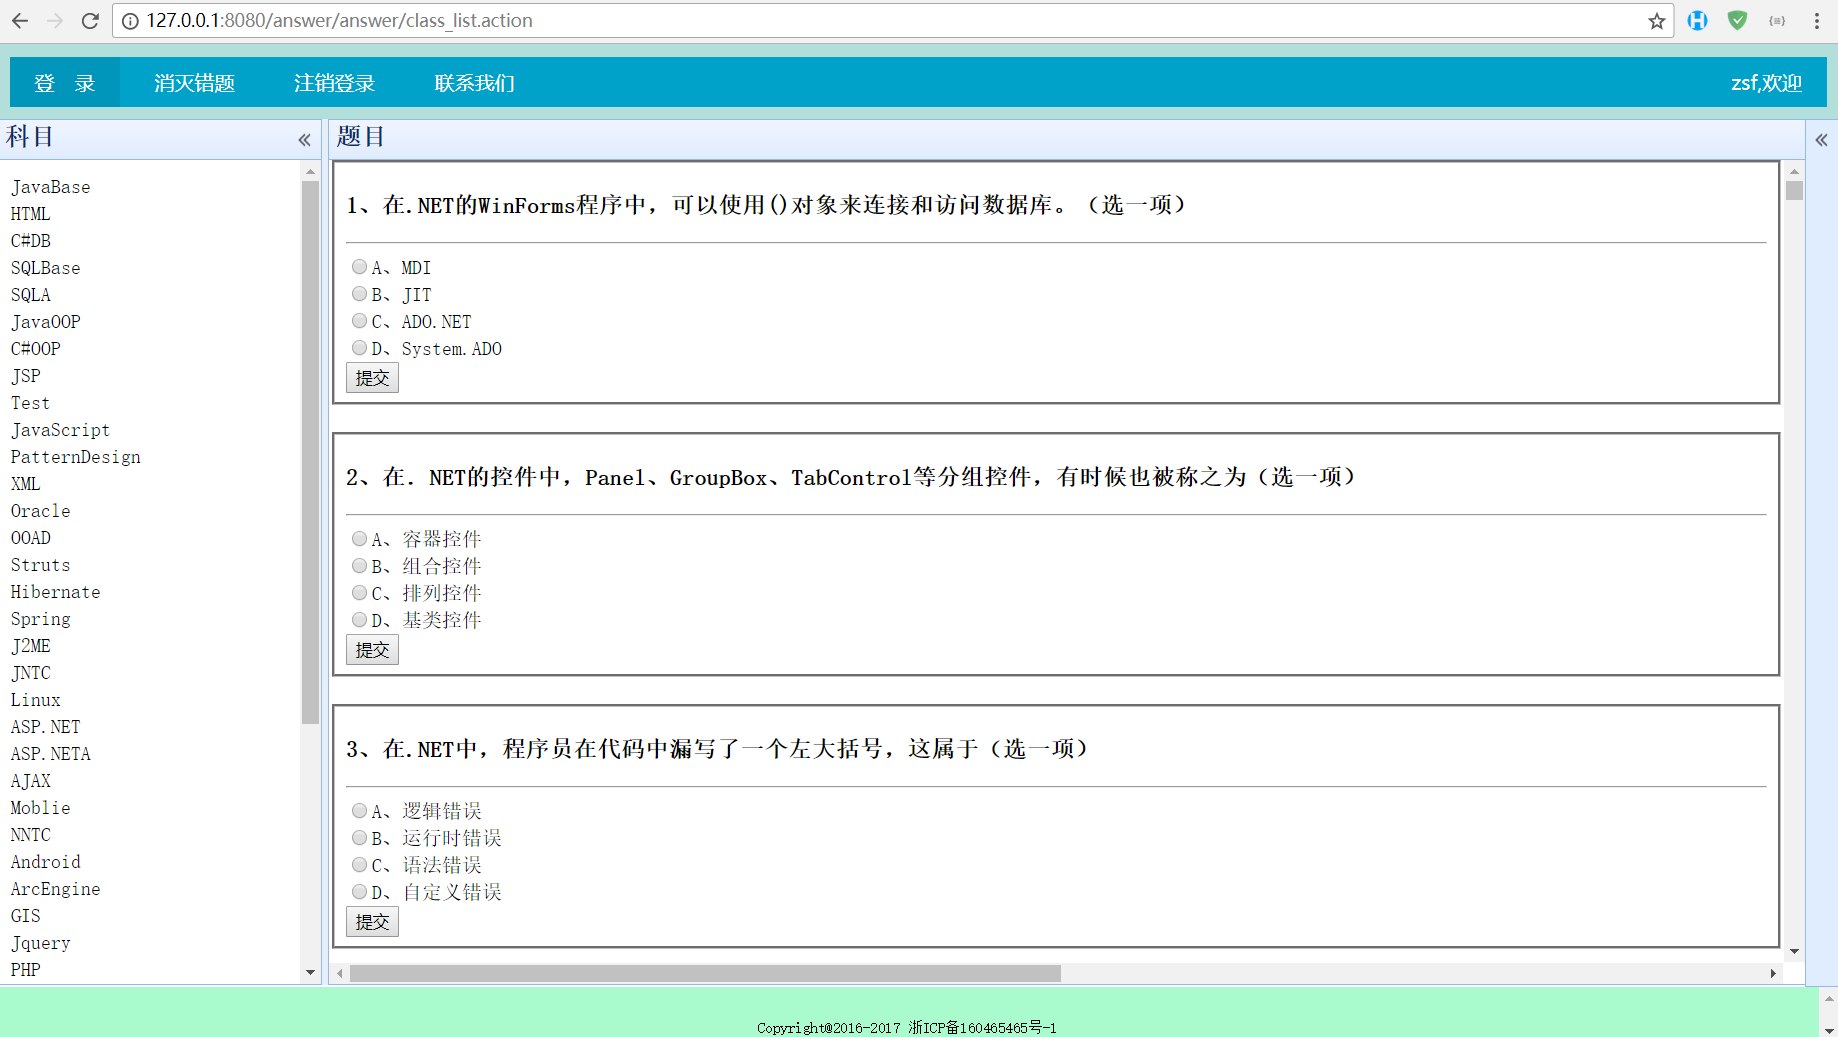 127.0.0.1:8080/answer/answer/class_list.action
登 录 消灭错题 注销登录 联系我们 zsf,欢迎
科目
JavaBase
HTML
C#DB
SQLBase
SQLA
JavaOOP
C#OOP
JSP
Test
JavaScript
PatternDesign
XML
Oracle
OOAD
Struts
Hibernate
Spring
J2ME
JNTC
Linux
ASP.NET
ASP.NETA
AJAX
Moblie
NNTC
Android
ArcEngine
GIS
Jquery
PHP
题目
1、在.NET的WinForms程序中，可以使用()对象来连接和访问数据库。（选一项）
A、MDI
B、JIT
C、ADO.NET
D、System.ADO
提交
2、在．NET的控件中，Panel、GroupBox、TabControl等分组控件，有时候也被称之为（选一项）
A、容器控件
B、组合控件
C、排列控件
D、基类控件
提交
3、在.NET中，程序员在代码中漏写了一个左大括号，这属于（选一项）
A、逻辑错误
B、运行时错误
C、语法错误
D、自定义错误
提交
Copyright@2016-2017 浙ICP备160465465号-1